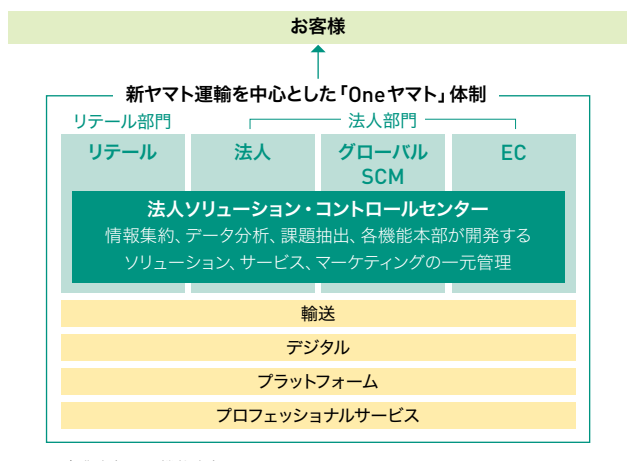 お客様
新ヤマト運輸を中心とした「Oneヤマト」体制
リテール部門
法人部門
リテール
法人
グローバル
SCM
EC
法人ソリューション・コントロールセンター
情報集約、データ分析、課題抽出、各機能本部が開発する
ソリューション、サービス、マーケティングの一元管理
輸送
デジタル
プラットフォーム
プロフェッショナルサービス